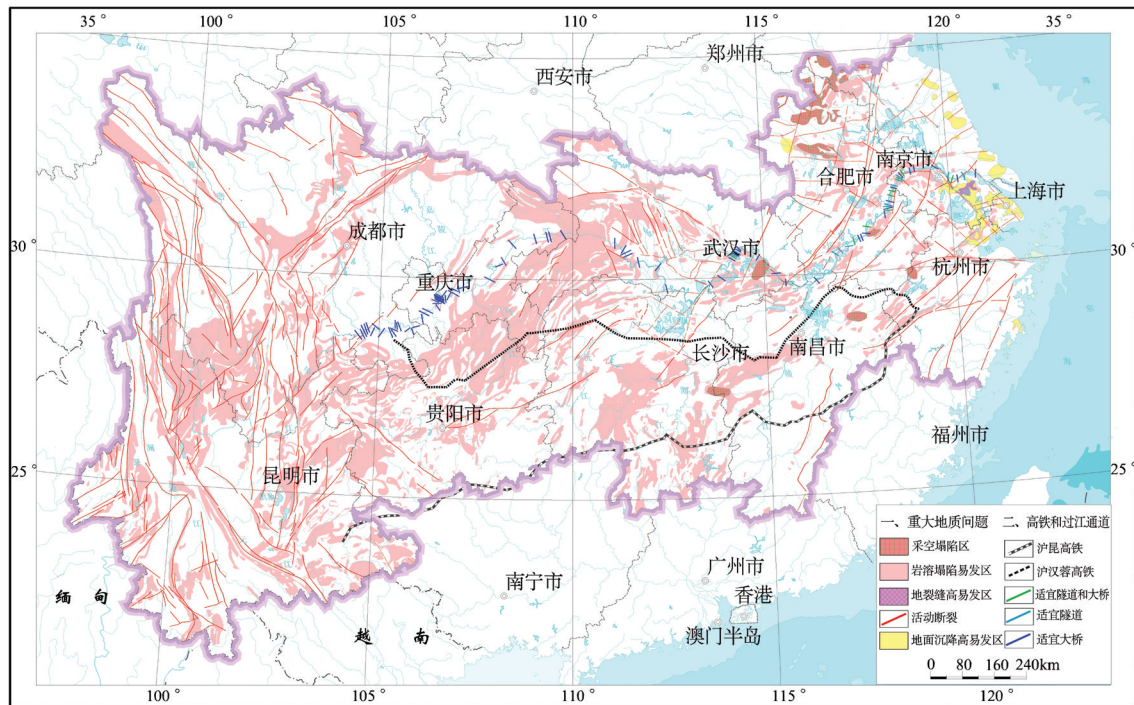 35 ° 100 ° 105 ° 110 ° 115 ° 120 ° 35 °
郑州市
西安市
南京市
合肥市
上海市
30 °
成都市
武汉市
30 °
杭州市
重庆市
长沙市
南昌市
贵阳市
福州市
25 °
昆明市
25 °
广州市
南宁市
香港
澳门半岛
缅 甸
越 南
一、重大地质问题
采空塌陷区
岩溶塌陷易发区
地裂缝高易发区
活动断裂
地面沉降高易发区
二、高铁和过江通道
沪昆高铁
沪汉蓉高铁
适宜隧道和大桥
适宜隧道
适宜大桥
0 80 160 240km
100 ° 105 ° 110 ° 115 ° 120 °